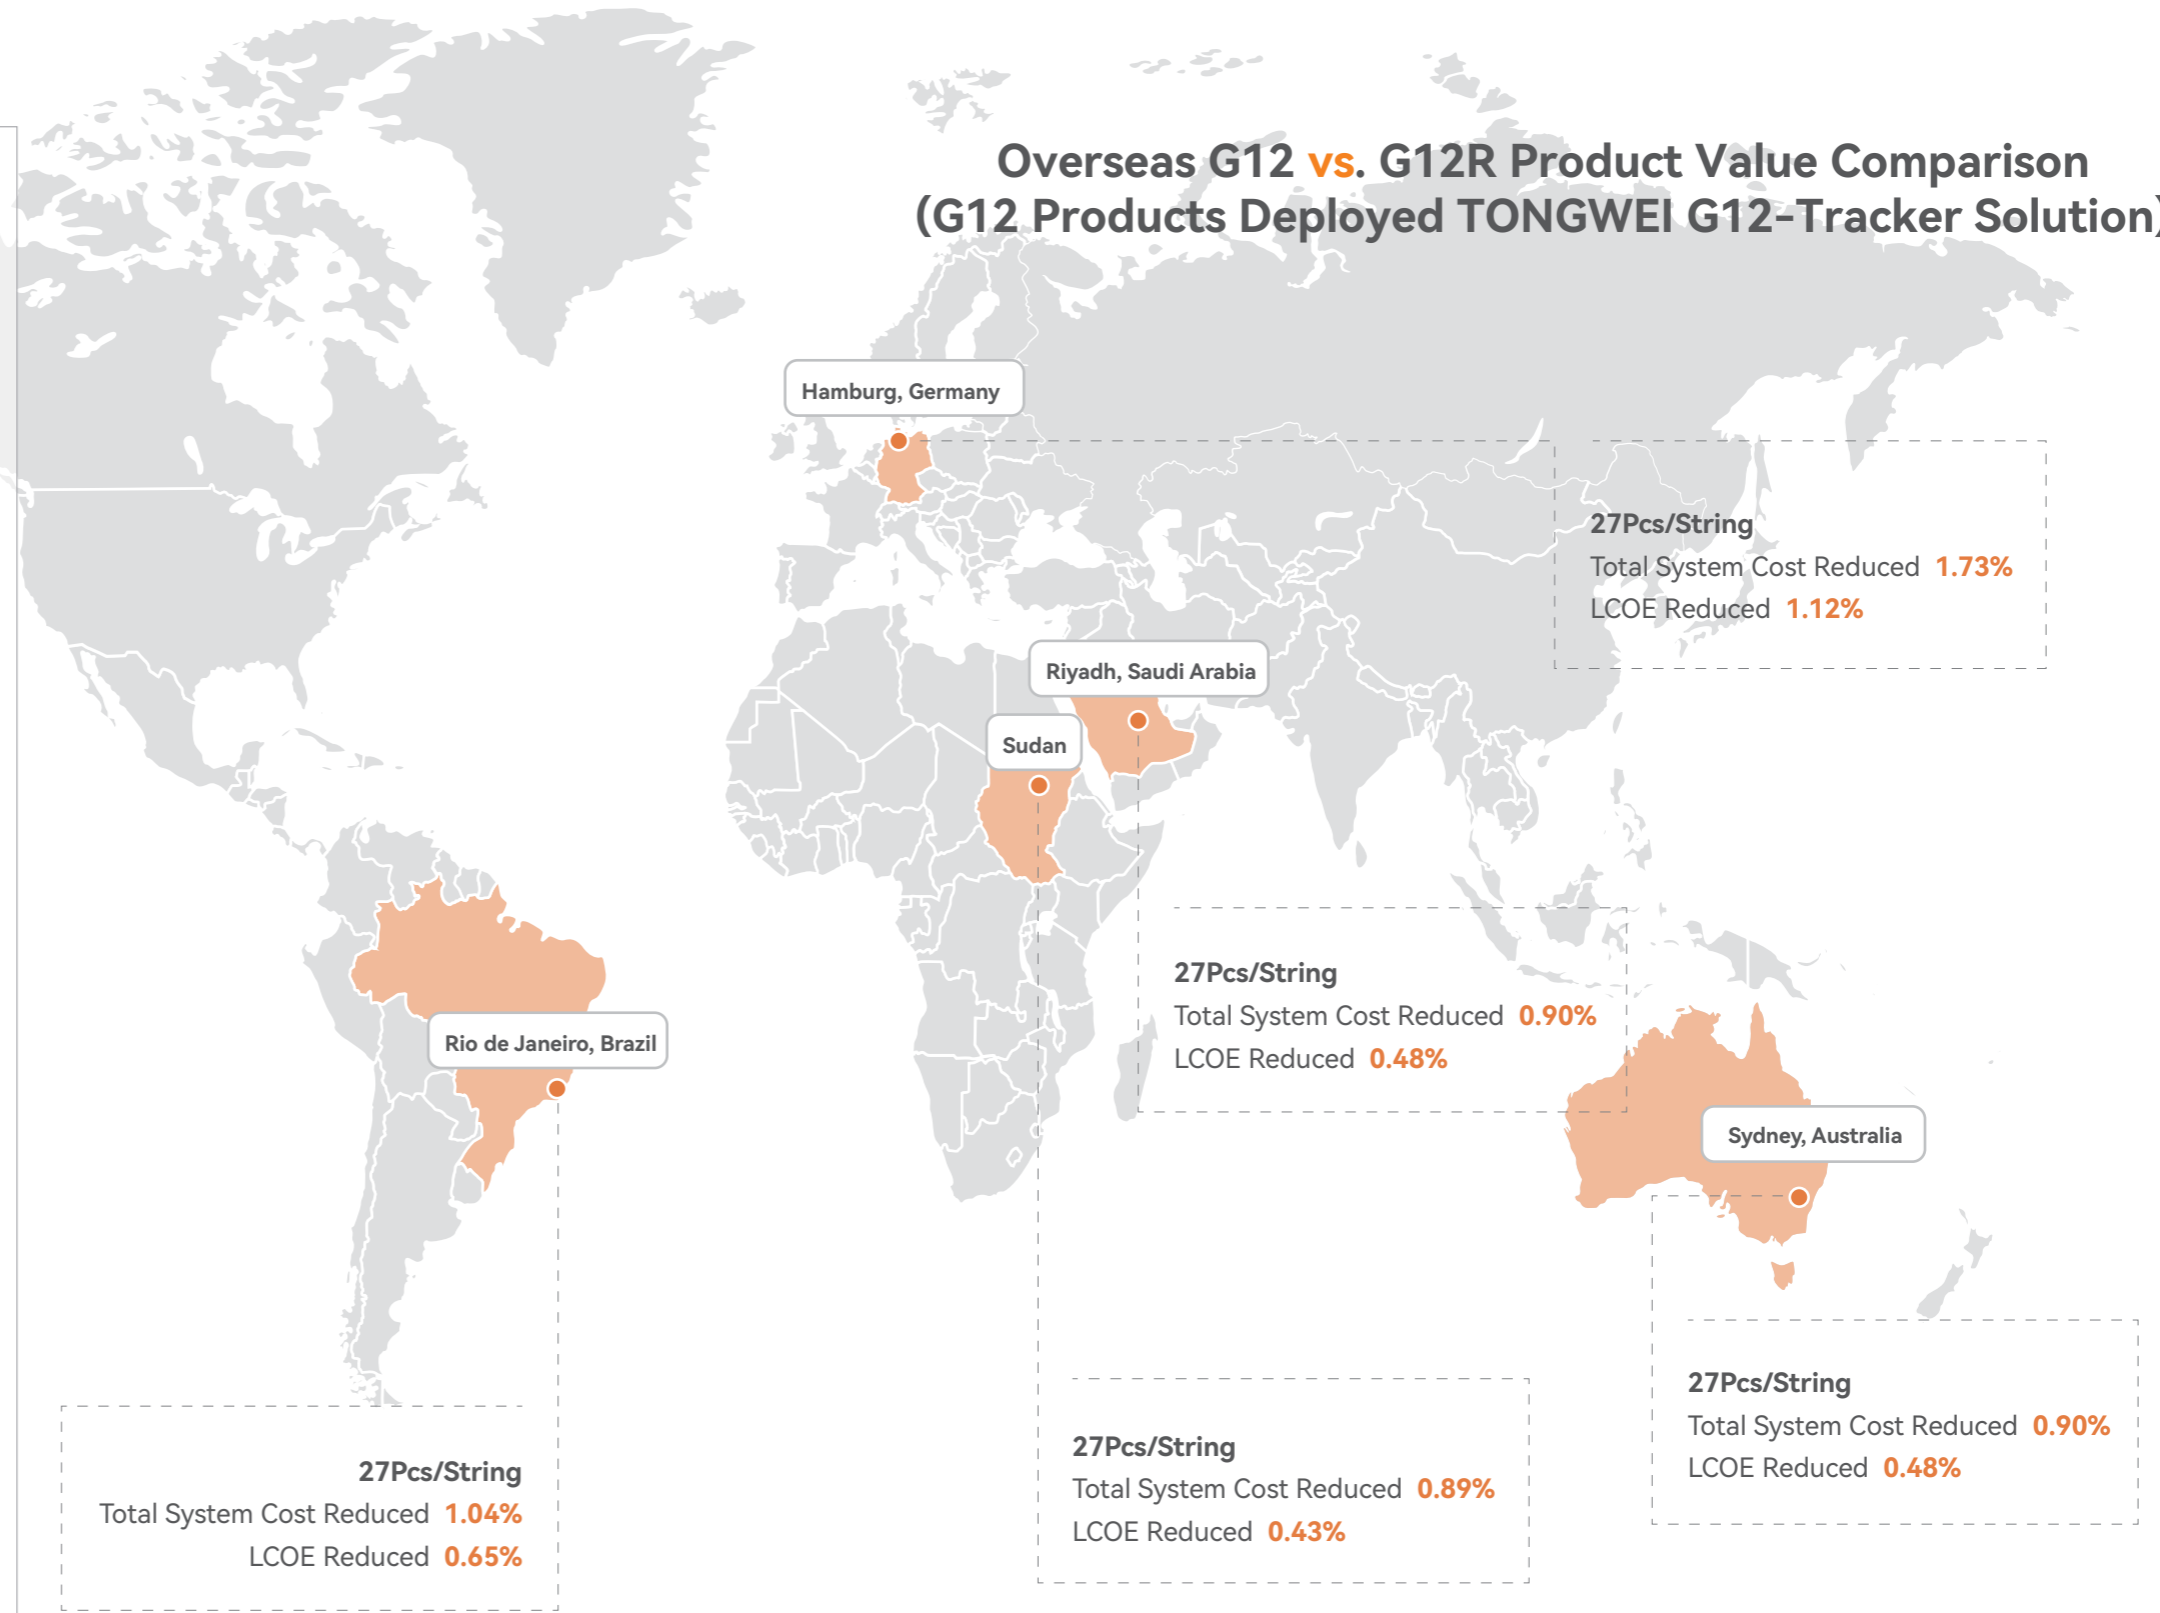 Overseas G12 vs. G12R Product Value Comparison
(G12 Products Deployed TONGWEI G12-Tracker Solution)
Hamburg, Germany
27Pcs/String
Total System Cost Reduced 1.73%
LCOE Reduced 1.12%
Riyadh, Saudi Arabia
Sudan
27Pcs/String
Total System Cost Reduced 0.90%
LCOE Reduced 0.48%
Rio de Janeiro, Brazil
Sydney, Australia
27Pcs/String
Total System Cost Reduced 0.90%
LCOE Reduced 0.48%
27Pcs/String
Total System Cost Reduced 0.89%
LCOE Reduced 0.43%
27Pcs/String
Total System Cost Reduced 1.04%
LCOE Reduced 0.65%